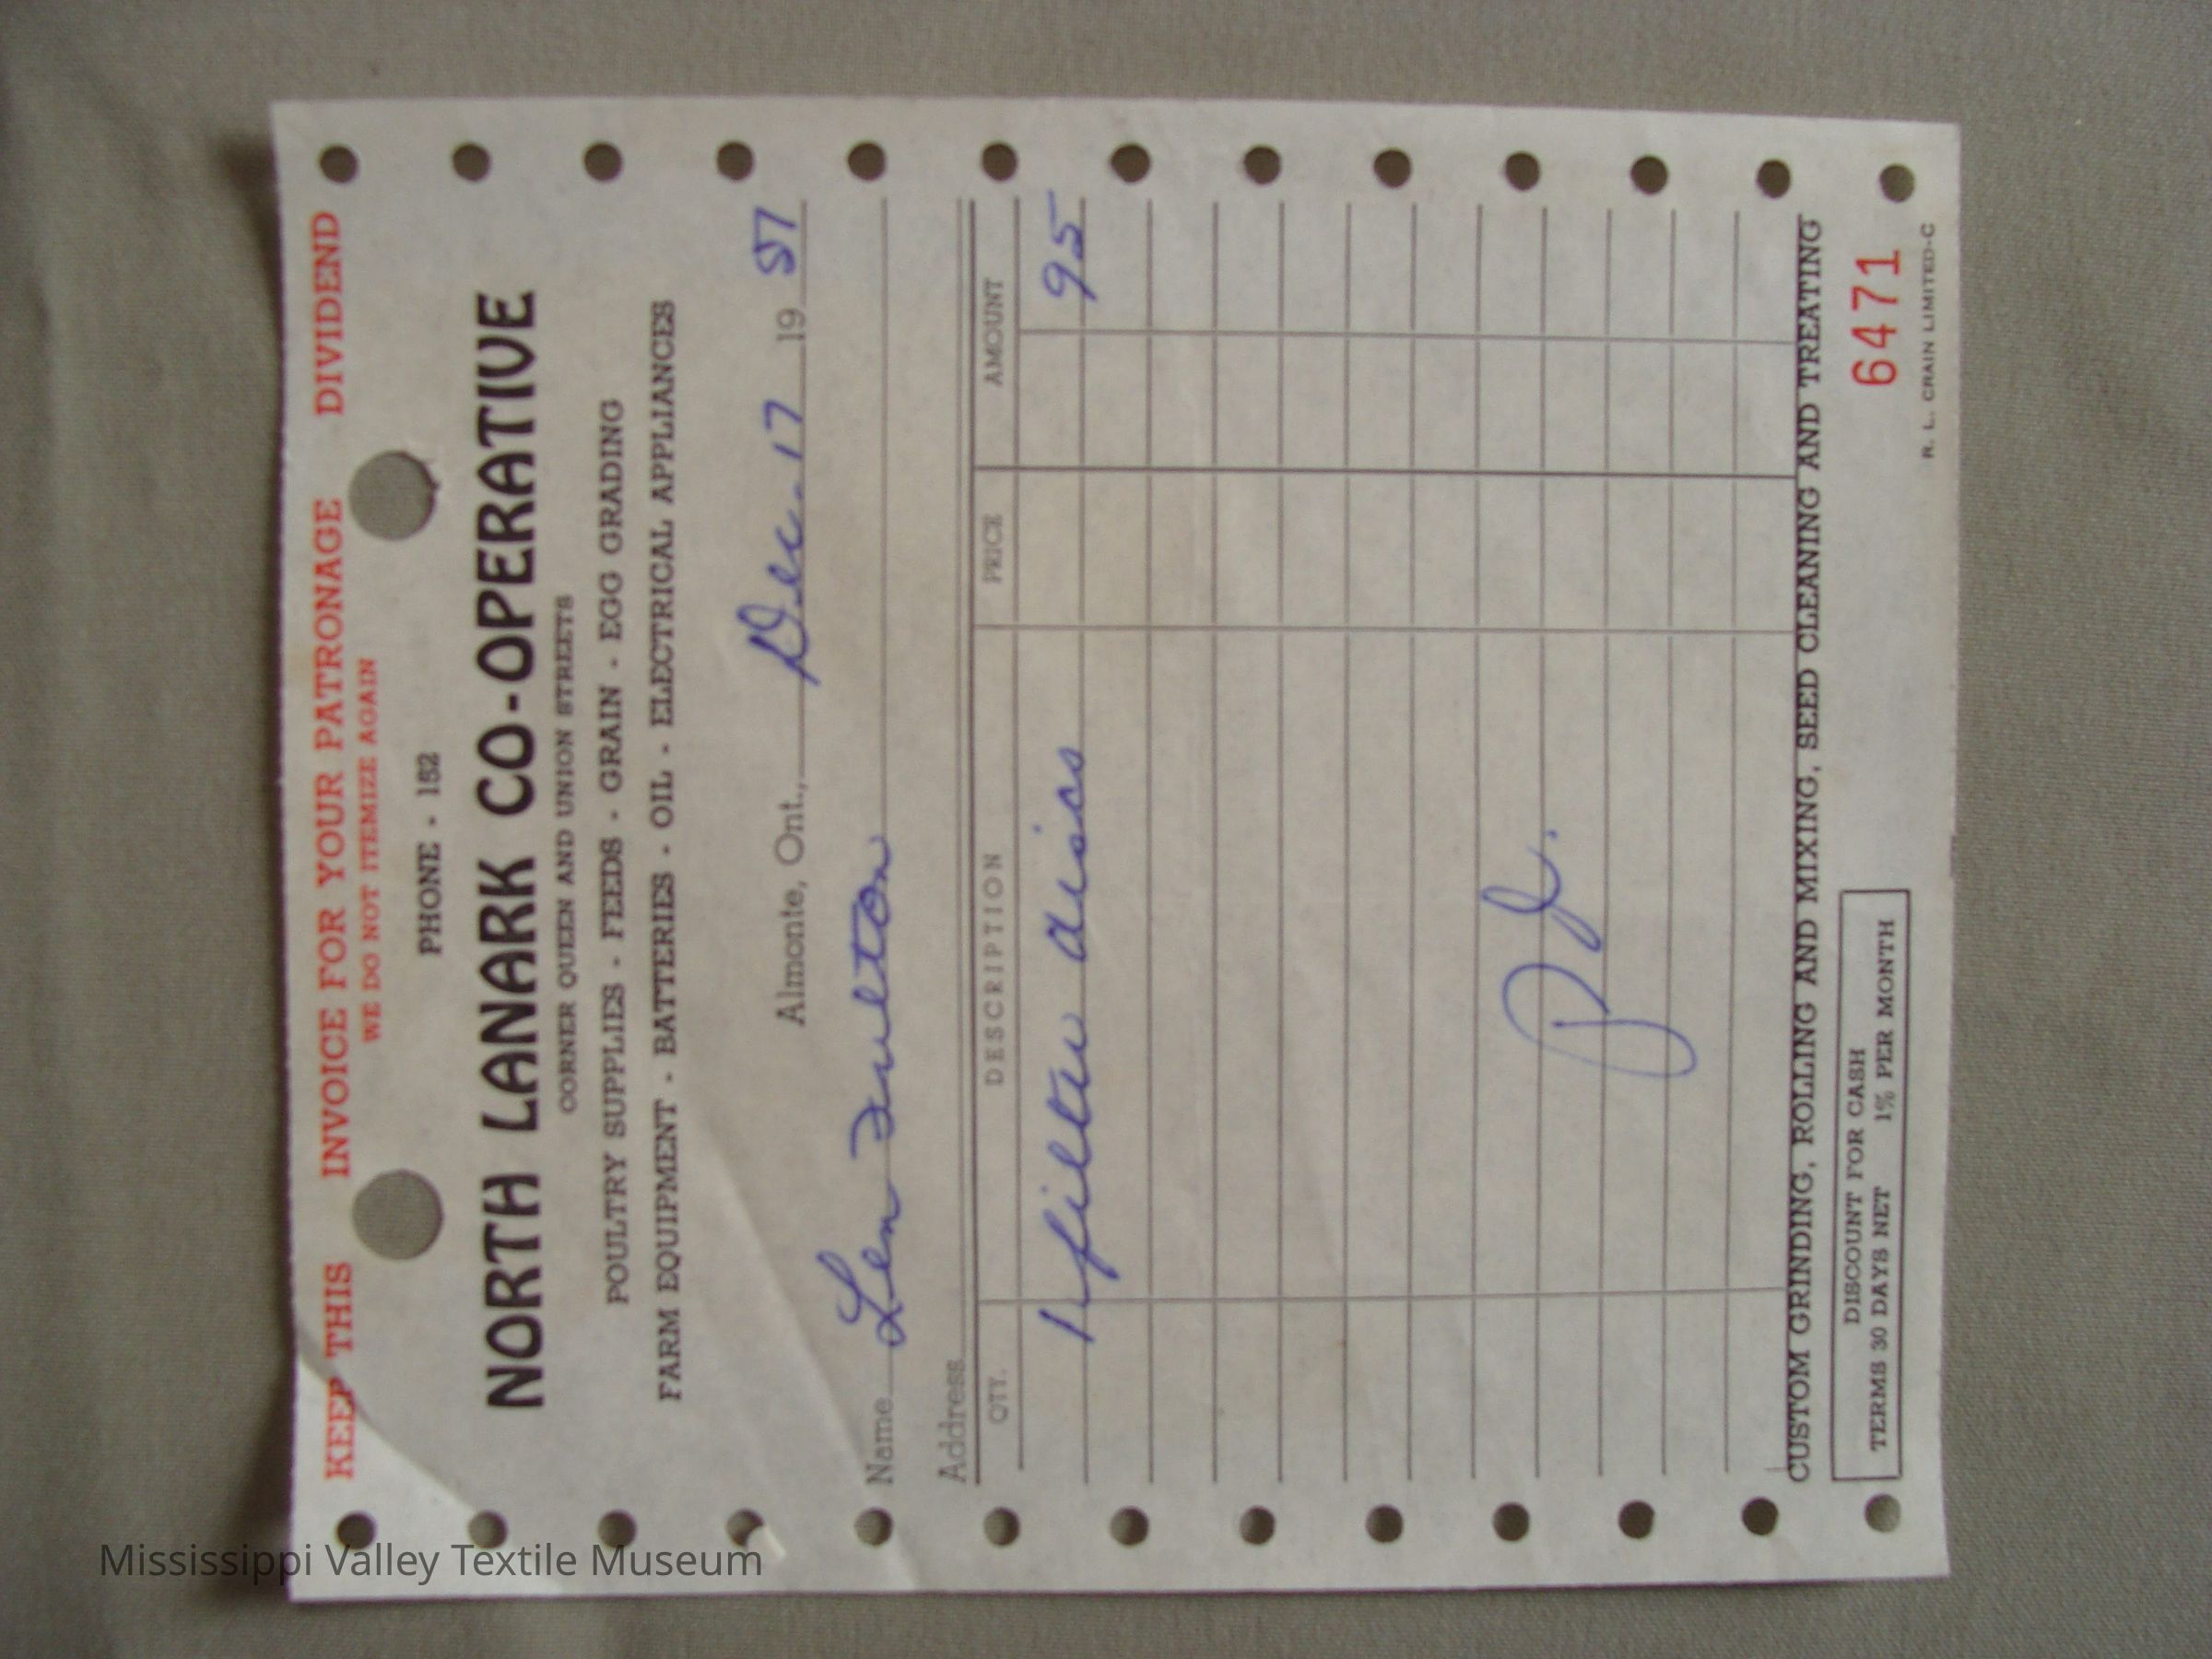 KEEP THIS INVOICE FOR YOUR PATRONAGE DIVIDEND
WE DO NOT ITEMIZE AGAIN
PHONE - 152
NORTH LANARK CO-OPERATIVE
CORNER QUEEN AND UNION STREETS
POULTRY SUPPLIES - FEEDS - GRAIN - EGG GRADING
FARM EQUIPMENT - BATTERIES - OIL - ELECTRICAL APPLIANCES
Almonte, Ont., Dec. 17 19 57
Name Lem Fulton
Address
QTY. DESCRIPTION PRICE AMOUNT
1 filter discs 95
CUSTOM GRINDING, ROLLING AND MIXING, SEED CLEANING AND TREATING
DISCOUNT FOR CASH
TERMS 30 DAYS NET 1% PER MONTH
6471
R. L. CRAIN LIMITED-C
Mississippi Valley Textile Museum